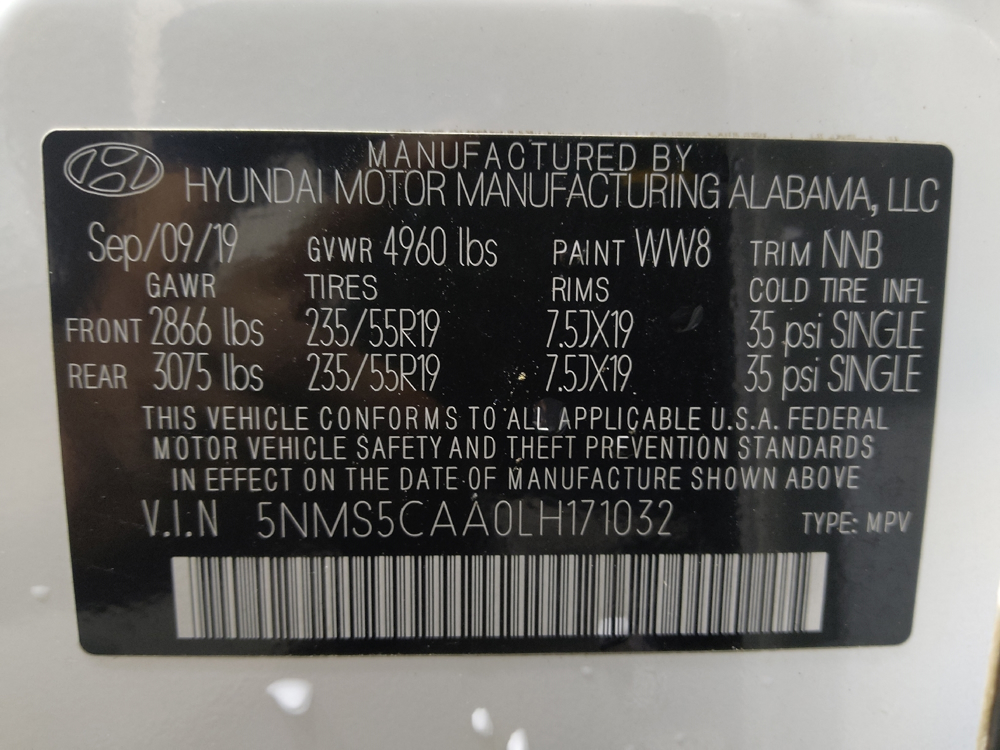 MANUFACTURED BY
HYUNDAI MOTOR MANUFACTURING ALABAMA, LLC
Sep/09/19 GVWR 4960 lbs PAINT WW8 TRIM NNB
GAWR TIRES RIMS COLD TIRE INFL
FRONT 2866 lbs 235/55R19 7.5JX19 35 psi SINGLE
REAR 3075 lbs 235/55R19 7.5JX19 35 psi SINGLE
THIS VEHICLE CONFORMS TO ALL APPLICABLE U.S.A. FEDERAL
MOTOR VEHICLE SAFETY AND THEFT PREVENTION STANDARDS
IN EFFECT ON THE DATE OF MANUFACTURE SHOWN ABOVE
V.I.N 5NMS5CAA0LH171032 TYPE: MPV